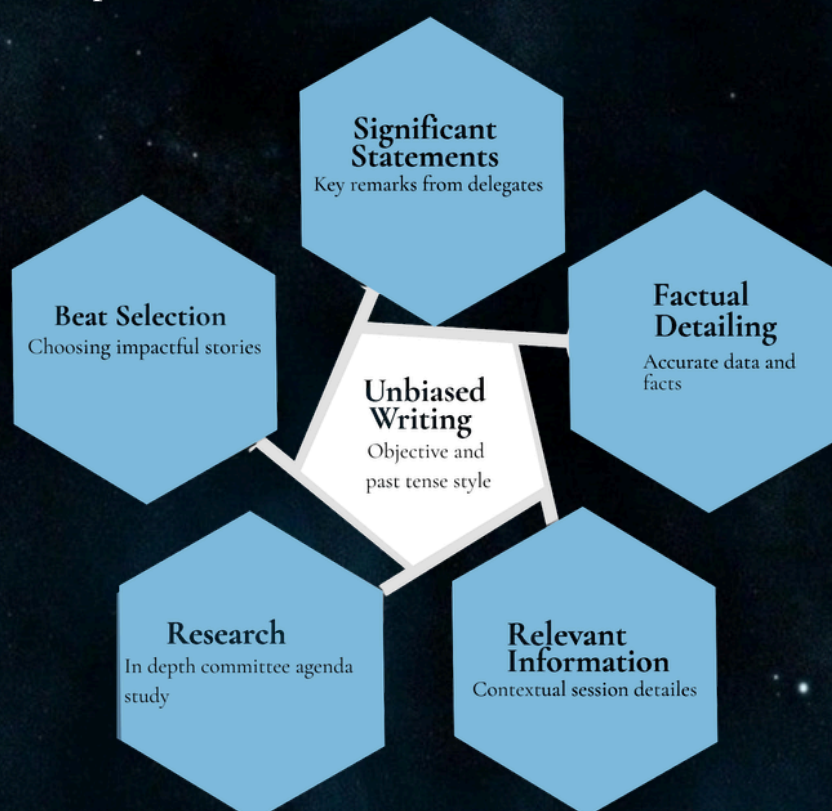 Significant
Statements
Key remarks from delegates
Beat Selection
Choosing impactful stories
Factual
Detailing
Accurate data and
facts
Unbiased
Writing
Objective and
past tense style
Research
In depth committee agenda
study
Relevant
Information
Contextual session detailes